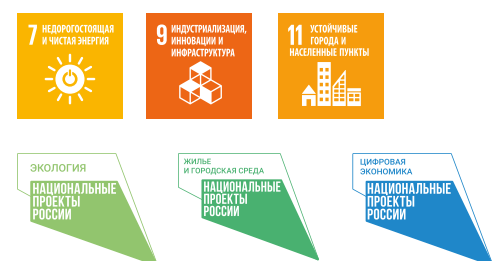 7 НЕДОРОГОСТОЯЩАЯ
И ЧИСТАЯ ЭНЕРГИЯ
9 ИНДУСТРИАЛИЗАЦИЯ,
ИННОВАЦИИ И
ИНФРАСТРУКТУРА
11 УСТОЙЧИВЫЕ
ГОРОДА И
НАСЕЛЕННЫЕ ПУНКТЫ
ЭКОЛОГИЯ
НАЦИОНАЛЬНЫЕ
ПРОЕКТЫ
РОССИИ
ЖИЛЬЕ
И ГОРОДСКАЯ СРЕДА
НАЦИОНАЛЬНЫЕ
ПРОЕКТЫ
РОССИИ
ЦИФРОВАЯ
ЭКОНОМИКА
НАЦИОНАЛЬНЫЕ
ПРОЕКТЫ
РОССИИ